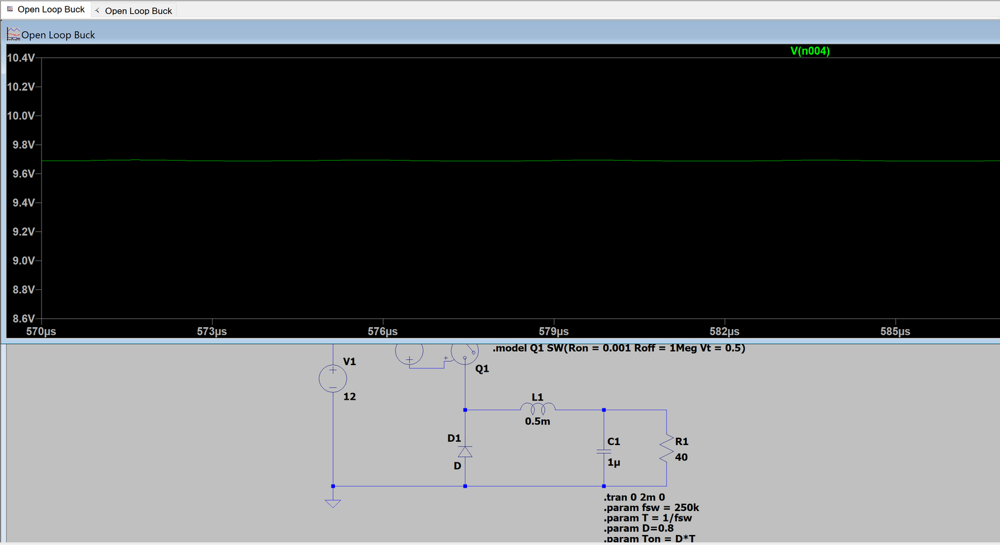 Open Loop Buck
Open Loop Buck
Open Loop Buck
V(n004)
10.4V
10.2V
10.0V
9.8V
9.6V
9.4V
9.2V
9.0V
8.8V
8.6V
570µs
573µs
576µs
579µs
582µs
585µs
.model Q1 SW(Ron = 0.001 Roff = 1Meg Vt = 0.5)
V1
12
Q1
L1
0.5m
D1
D
C1
1µ
R1
40
.tran 0 2m 0
.param fsw = 250k
.param T = 1/fsw
.param D=0.8
.param Ton = D*T